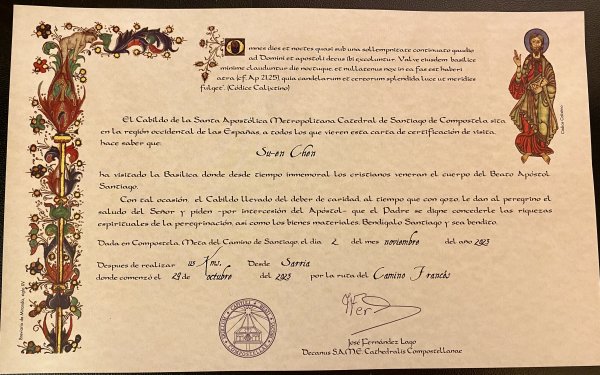 Omnes dies et noctes quasi sub una sollempnitate continuato gaudio
ad Domini et apostoli decus ibi excoluntur. Valve eiusdem basilice
minime clauduntur die noctuque, et nullatenus nox in ea fas est haberi
atra (cf. Ap 21,25), quia candelarum et cereorum splendida luce ut meridies
fulget". (Códice Calixtino)
El Cabildo de la Santa Apostólica Metropolitana Catedral de Santiago de Compostela sita
en la región occidental de las Españas, a todos los que vieren esta carta de certificación de visita,
hace saber que:
Su-en Chen
ha visitado la Basílica donde desde tiempo inmemorial los cristianos veneran el cuerpo del Beato Apóstol
Santiago.
Con tal ocasión, el Cabildo llevado del deber de caridad, al tiempo que con gozo, le dan al peregrino el
saludo del Señor y piden -por intercesión del Apóstol- que el Padre se digne concederle las riquezas
espirituales de la peregrinación, así como los bienes materiales. Bendígalo Santiago y sea bendito.
Dada en Compostela, Meta del Camino de Santiago, el día 2 del mes noviembre del año 2023
Despues de realizar 115 Kms. Desde Sarria
donde comenzó el 29 de octubre del 2023 por la ruta del Camino Francés
José Fernández Lago
Decanus S.A.M.E. Cathedralis Compostellanae
Breviario de Miranda, siglo XV
Códice Calixtino